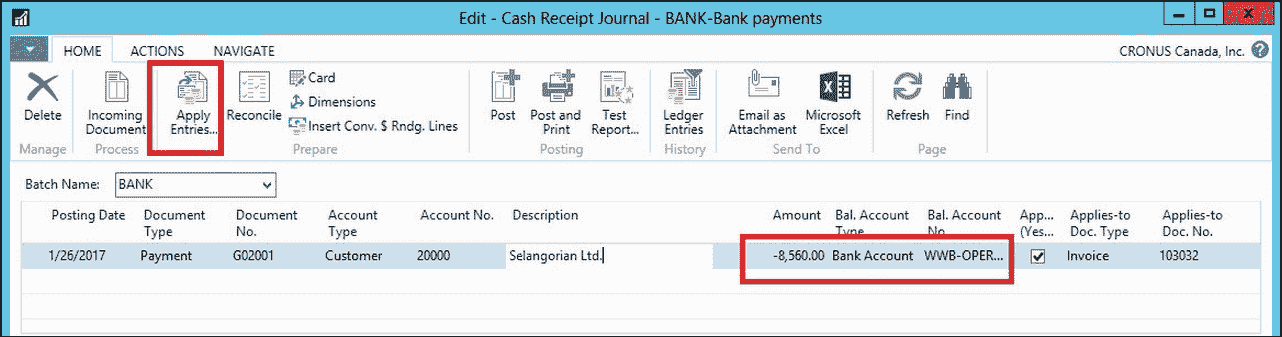 Edit - Cash Receipt Journal - BANK-Bank payments
HOME ACTIONS NAVIGATE CRONUS Canada, Inc.
Delete
Incoming Document
Apply Entries...
Reconcile
Card
Dimensions
Insert Conv. $ Rndg. Lines
Post
Post and Print
Test Report...
Ledger Entries
Email as Attachment
Microsoft Excel
Refresh
Find
Manage Process Prepare Posting History Send To Page
Batch Name: BANK
Posting Date Document Type Document No. Account Type Account No. Description Amount Bal. Account Type Bal. Account No. App... (Yes... Applies-to Doc. Type Applies-to Doc. No.
1/26/2017 Payment G02001 Customer 20000 Selangorian Ltd. -8,560.00 Bank Account WWB-OPER... Invoice 103032